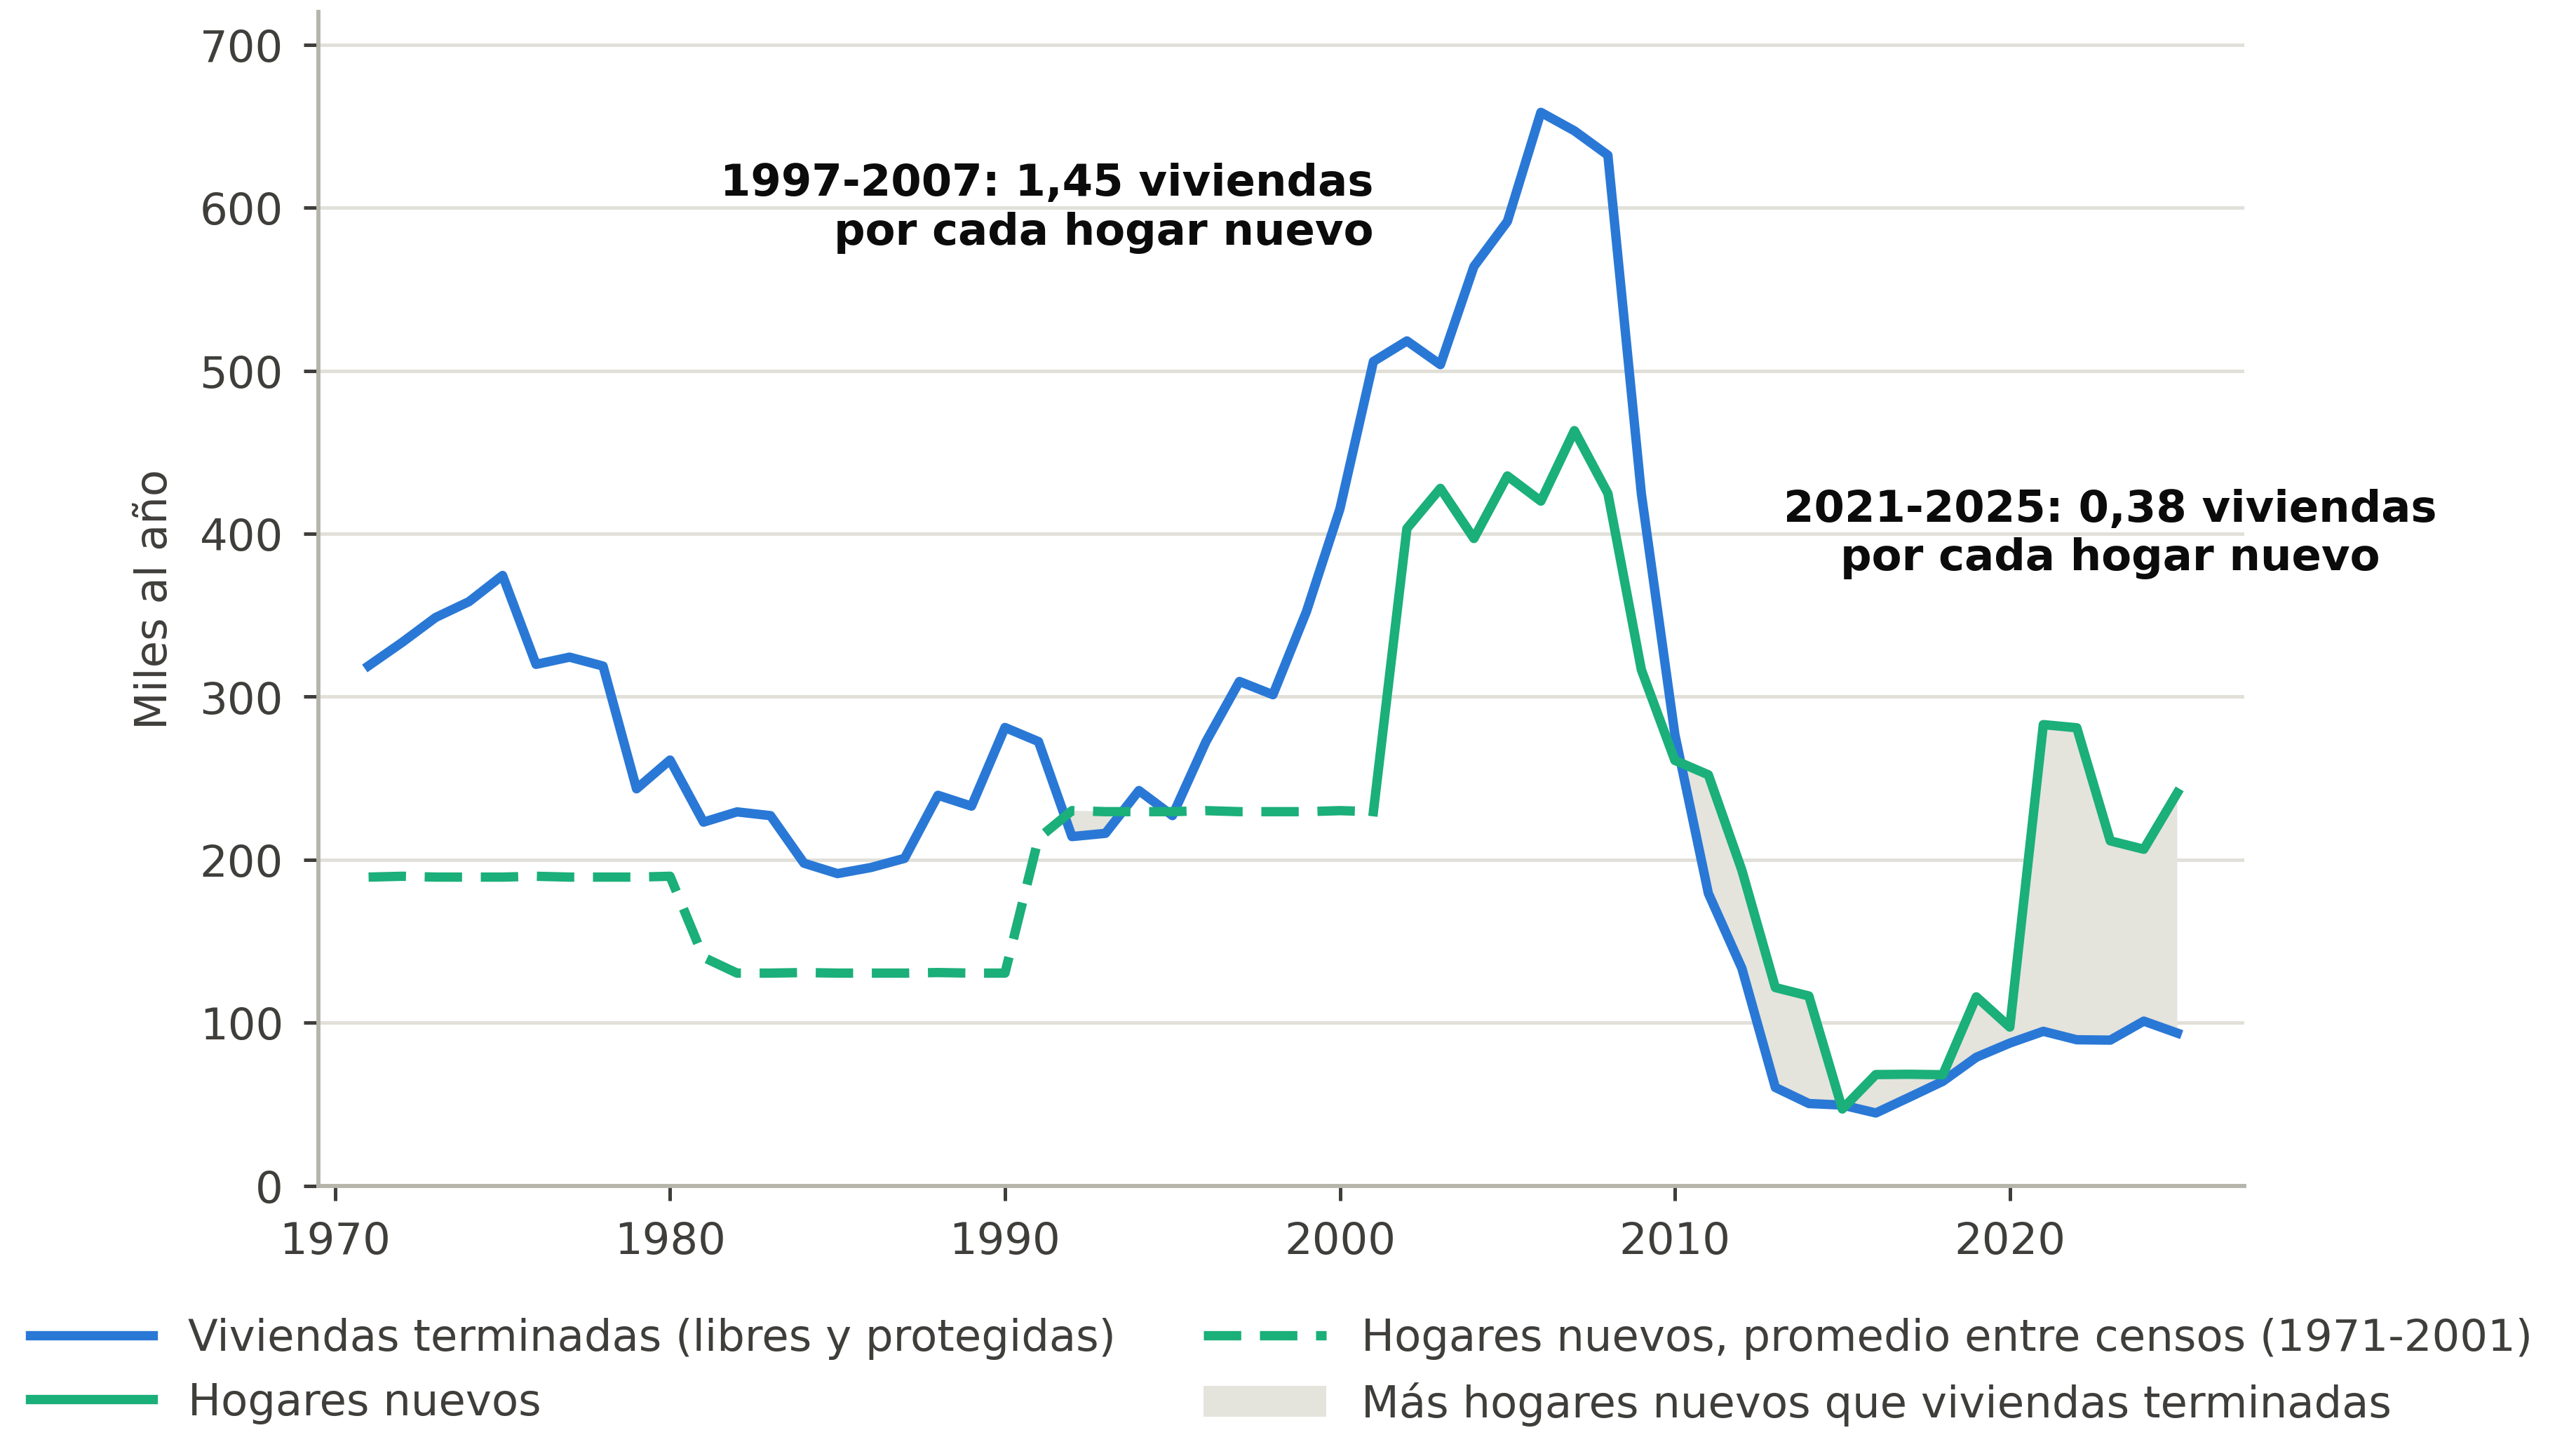 700
600
500
400
300
200
100
0
Miles al año
1997-2007: 1,45 viviendas
por cada hogar nuevo
2021-2025: 0,38 viviendas
por cada hogar nuevo
1970
1980
1990
2000
2010
2020
Viviendas terminadas (libres y protegidas)
Hogares nuevos
Hogares nuevos, promedio entre censos (1971-2001)
Más hogares nuevos que viviendas terminadas